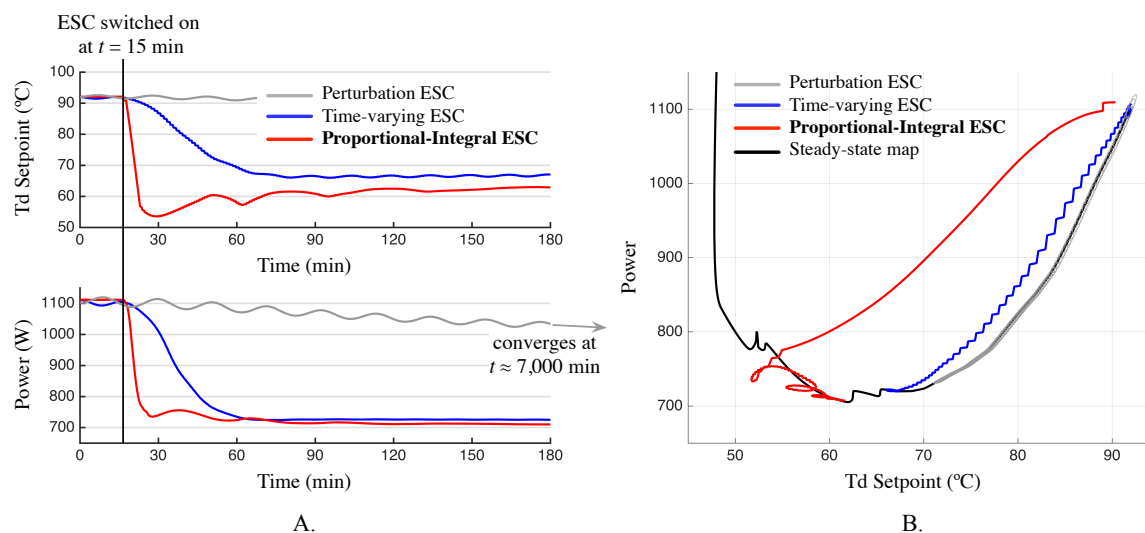 ESC switched on
at t = 15 min
100
90
80
70
60
50
Td Setpoint (ºC)
Perturbation ESC
Time-varying ESC
Proportional-Integral ESC
0
30
60
90
120
150
180
Time (min)
1100
1000
900
800
700
Power (W)
converges at
t ≈ 7,000 min
0
30
60
90
120
150
180
Time (min)
A.
Perturbation ESC
Time-varying ESC
Proportional-Integral ESC
Steady-state map
1100
1000
900
800
700
Power
50
60
70
80
90
Td Setpoint (ºC)
B.